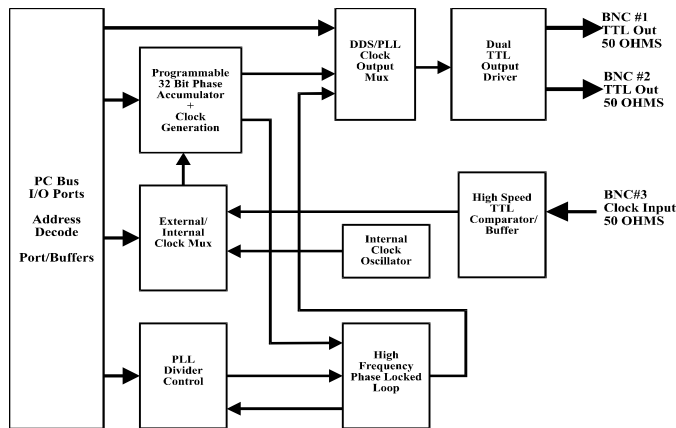 PC Bus
I/O Ports
Address
Decode
Port/Buffers
Programmable
32 Bit Phase
Accumulator
+
Clock
Generation
DDS/PLL
Clock
Output
Mux
Dual
TTL
Output
Driver
BNC #1
TTL Out
50 OHMS
BNC #2
TTL Out
50 OHMS
External/
Internal
Clock Mux
Internal
Clock
Oscillator
High Speed
TTL
Comparator/
Buffer
BNC#3
Clock Input
50 OHMS
PLL
Divider
Control
High
Frequency
Phase Locked
Loop